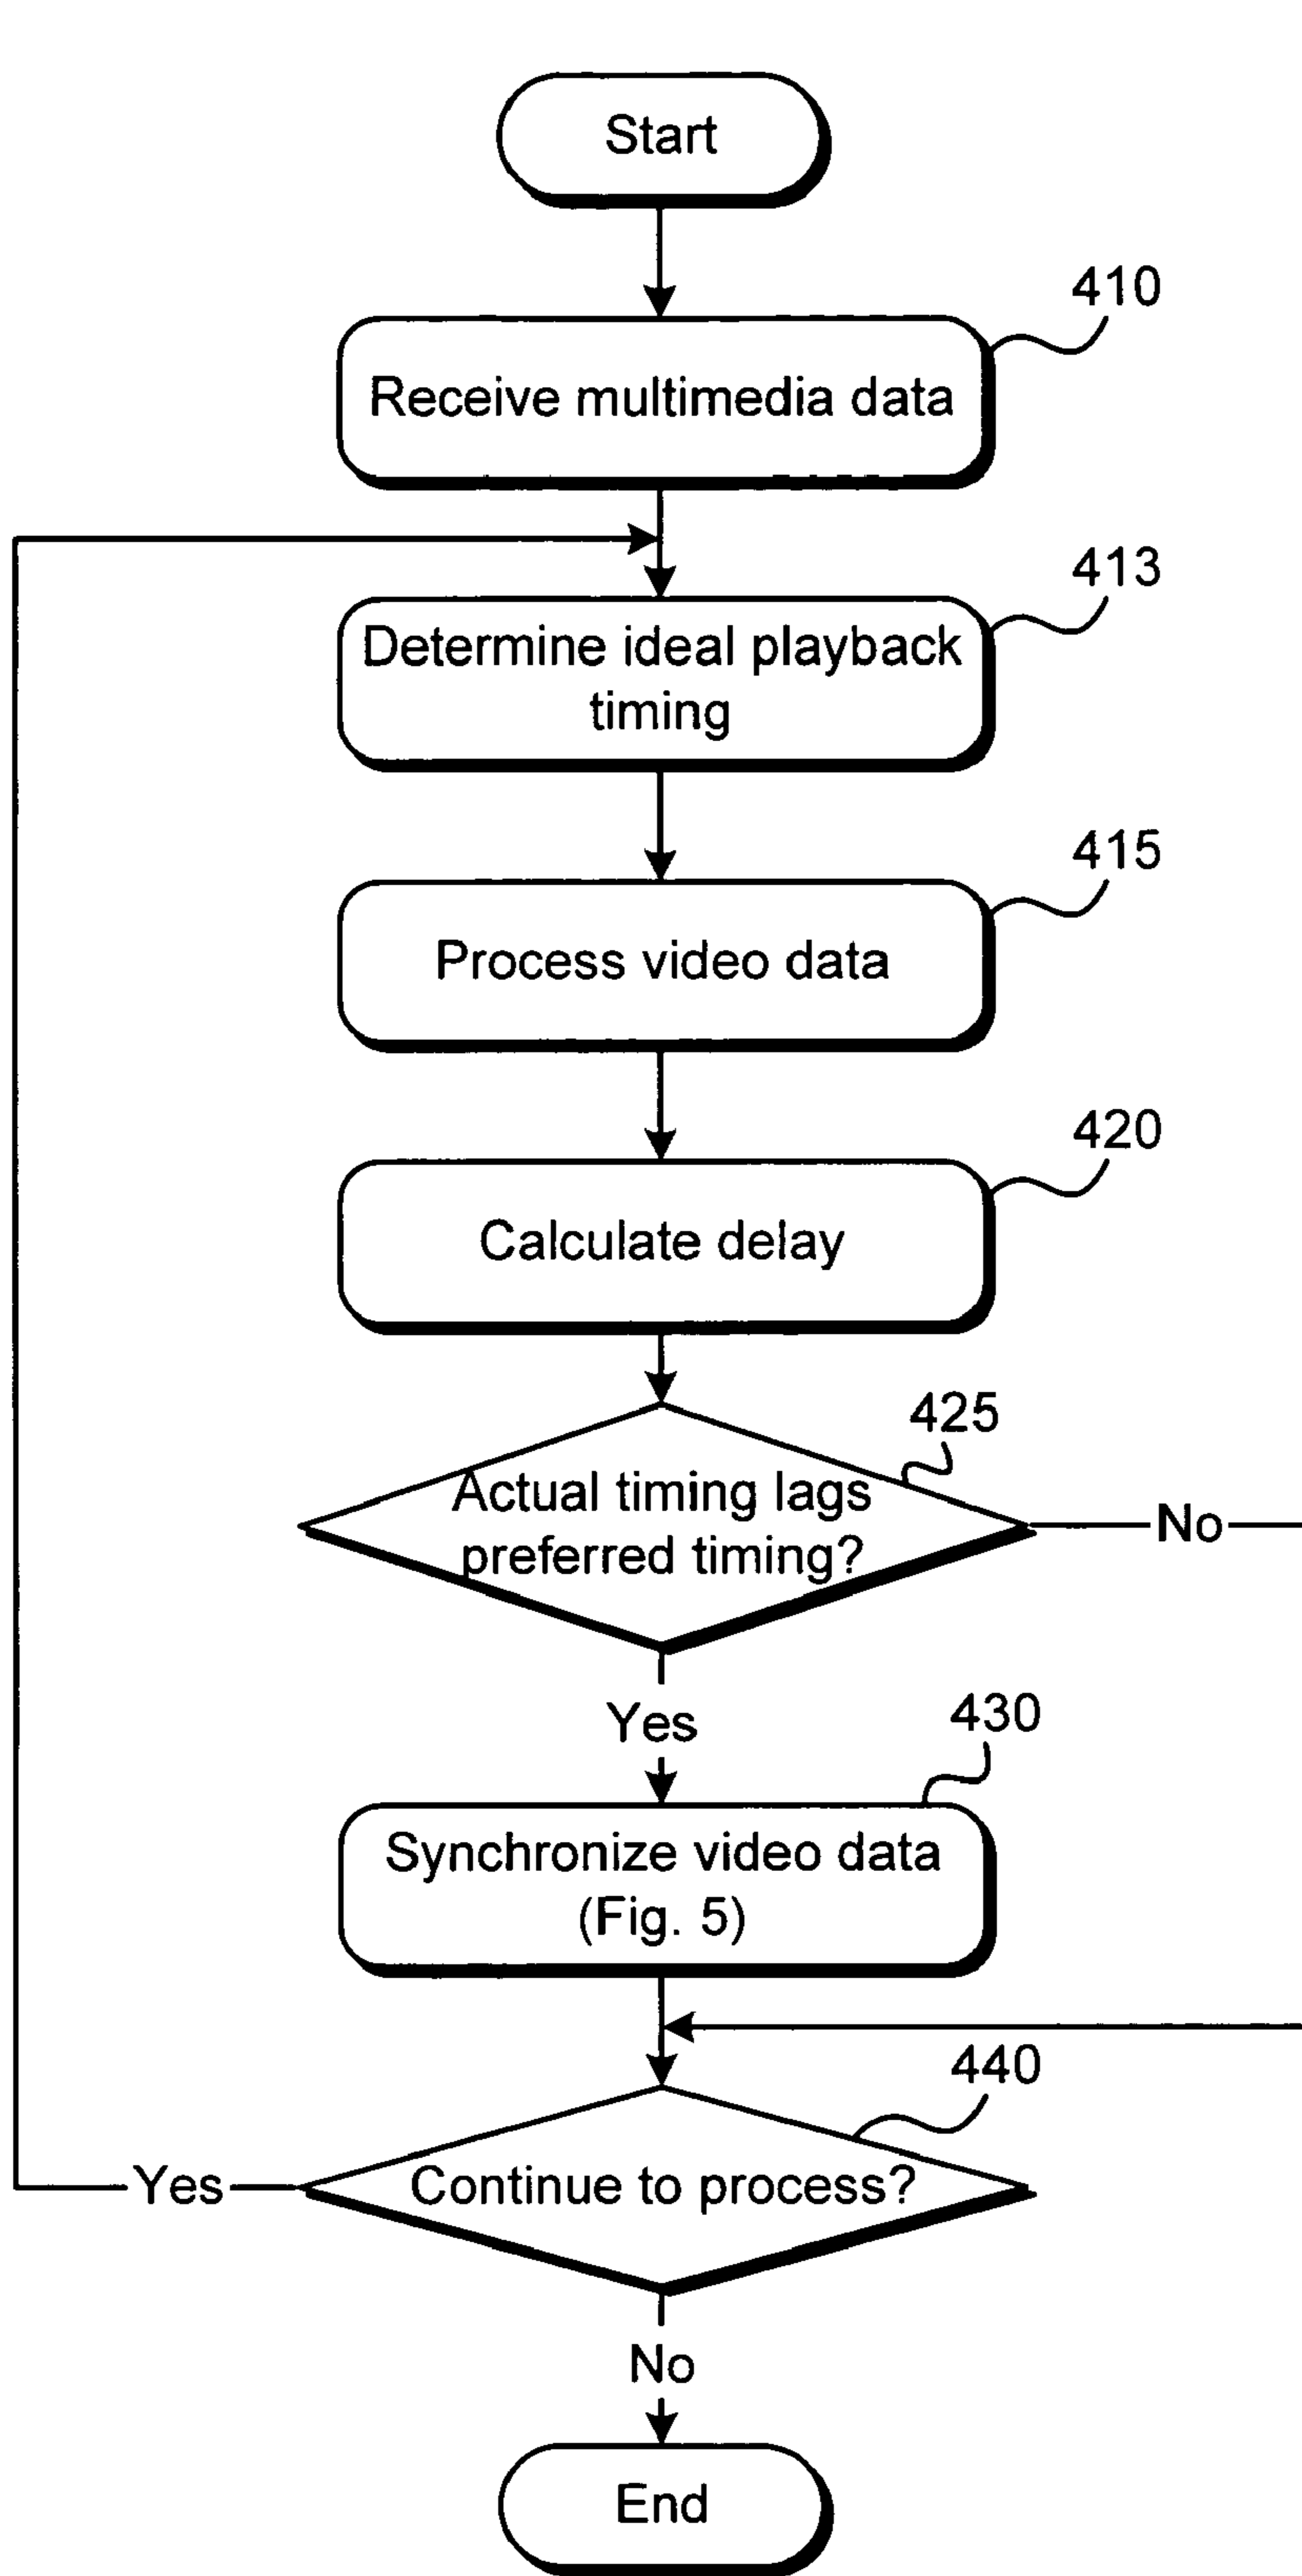 Start
410
Receive multimedia data
413
Determine ideal playback
timing
415
Process video data
420
Calculate delay
425
Actual timing lags
preferred timing?
No
Yes
430
Synchronize video data
(Fig. 5)
440
Continue to process?
Yes
No
End